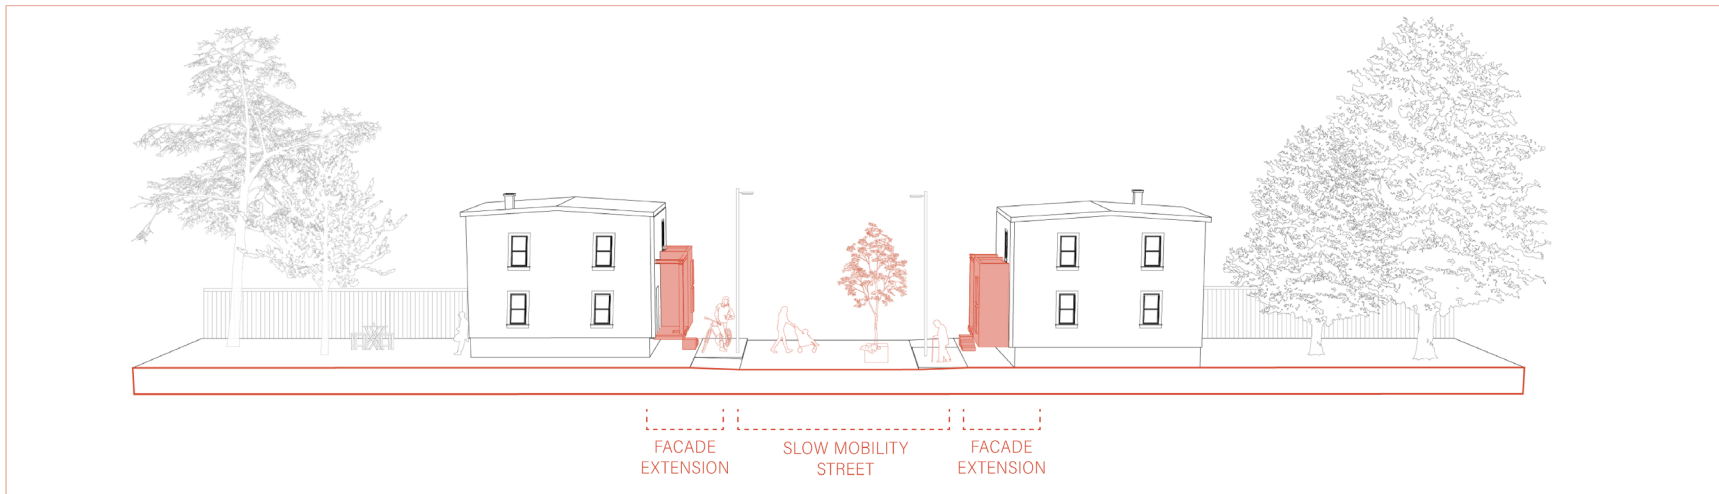 FACADE
EXTENSION
SLOW MOBILITY
STREET
FACADE
EXTENSION